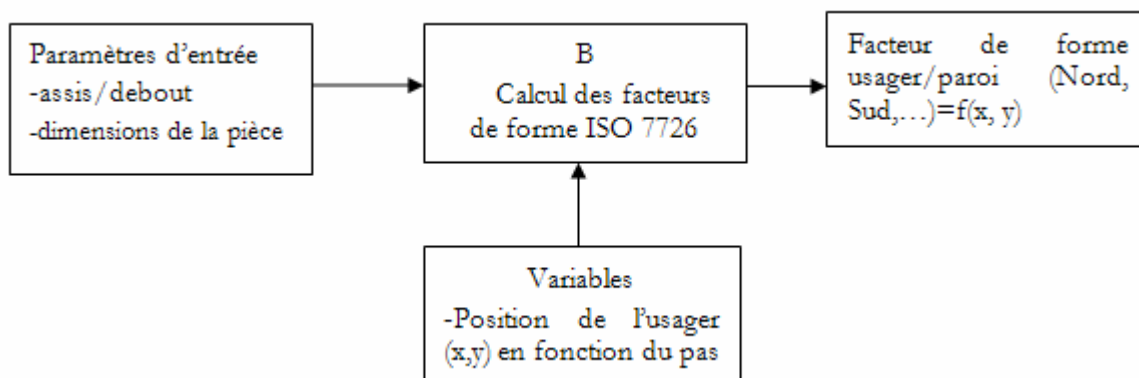 Paramètres d'entrée
-assis/debout
-dimensions de la pièce
B
Calcul des facteurs
de forme ISO 7726
Facteur de forme
usager/paroi (Nord,
Sud,…)=f(x, y)
Variables
-Position de l'usager
(x,y) en fonction du pas